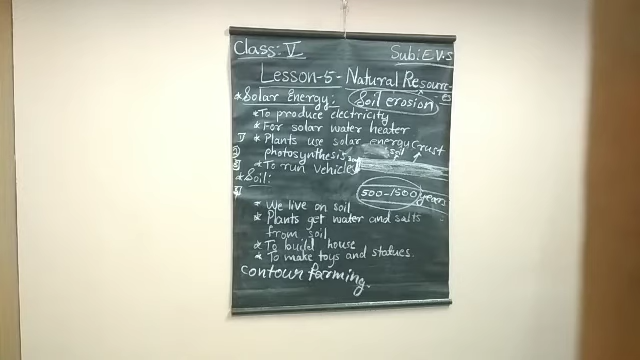 Class: V
Sub: E.V.S
Lesson-5- Natural Resources
*Solar Energy:
Soil erosion
*To produce electricity
*For solar water heater
*Plants use solar energy
crust
photosynthesis
soil
*To run vehicles
*Soil:
500-1500 years
*We live on soil
*Plants get water and salts
from soil
*To build house
*To make toys and statues.
contour farming.